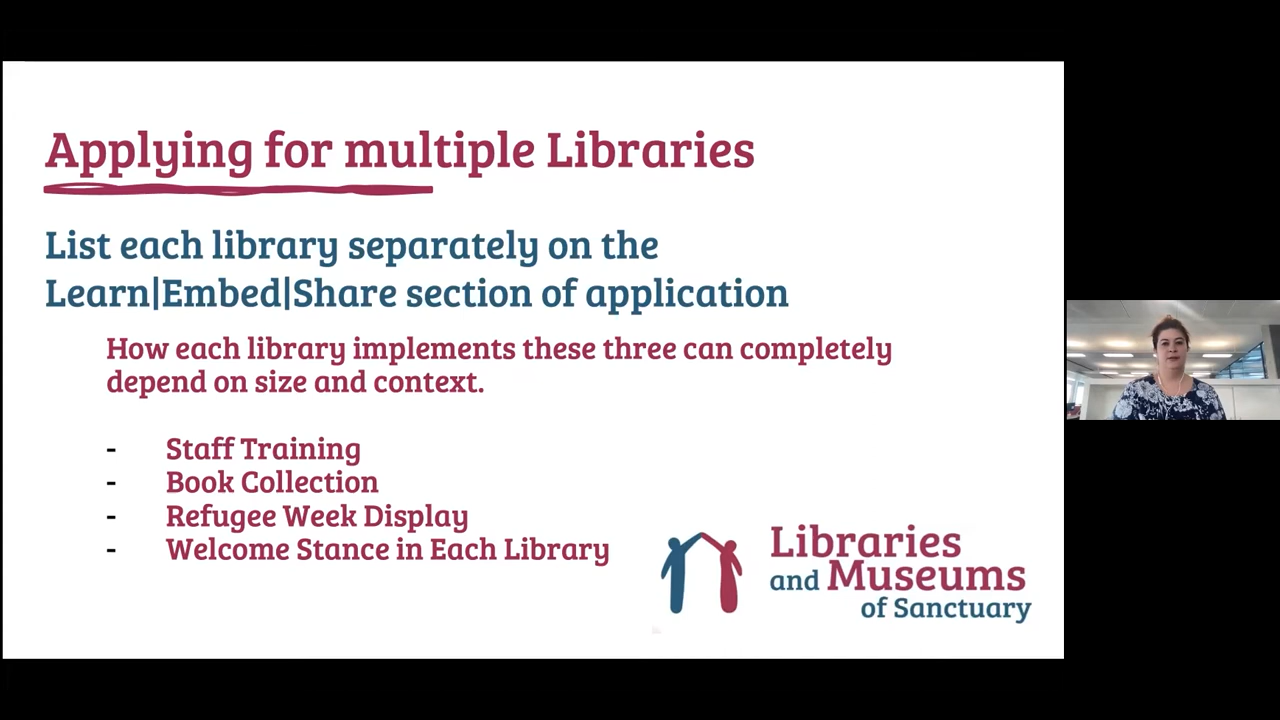 Applying for multiple Libraries
List each library separately on the
Learn|Embed|Share section of application
How each library implements these three can completely
depend on size and context.
- Staff Training
- Book Collection
- Refugee Week Display
- Welcome Stance in Each Library
Libraries
and Museums
of Sanctuary